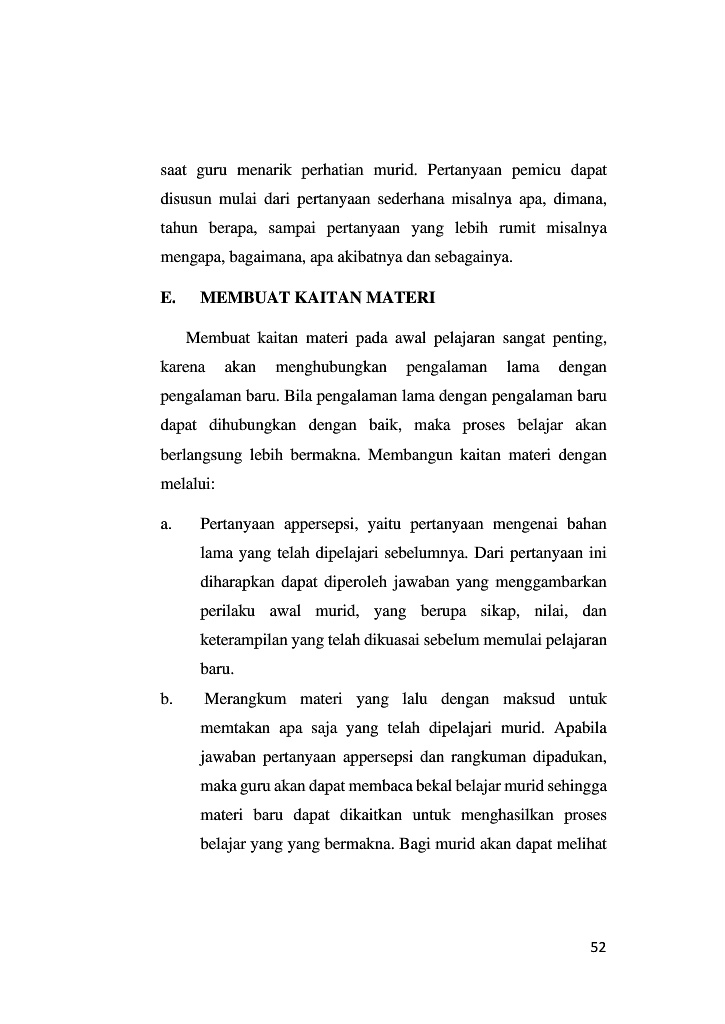 saat guru menarik perhatian murid. Pertanyaan pemicu dapat
disusun mulai dari pertanyaan sederhana misalnya apa, dimana,
tahun berapa, sampai pertanyaan yang lebih rumit misalnya
mengapa, bagaimana, apa akibatnya dan sebagainya.
E. MEMBUAT KAITAN MATERI
Membuat kaitan materi pada awal pelajaran sangat penting,
karena akan menghubungkan pengalaman lama dengan
pengalaman baru. Bila pengalaman lama dengan pengalaman baru
dapat dihubungkan dengan baik, maka proses belajar akan
berlangsung lebih bermakna. Membangun kaitan materi dengan
melalui:
a. Pertanyaan appersepsi, yaitu pertanyaan mengenai bahan
lama yang telah dipelajari sebelumnya. Dari pertanyaan ini
diharapkan dapat diperoleh jawaban yang menggambarkan
perilaku awal murid, yang berupa sikap, nilai, dan
keterampilan yang telah dikuasai sebelum memulai pelajaran
baru.
b. Merangkum materi yang lalu dengan maksud untuk
memtakan apa saja yang telah dipelajari murid. Apabila
jawaban pertanyaan appersepsi dan rangkuman dipadukan,
maka guru akan dapat membaca bekal belajar murid sehingga
materi baru dapat dikaitkan untuk menghasilkan proses
belajar yang yang bermakna. Bagi murid akan dapat melihat
52